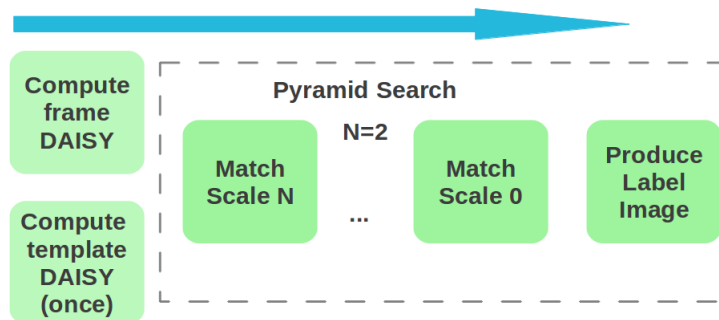 Compute
frame
DAISY
Compute
template
DAISY
(once)
Pyramid Search
N=2
Match
Scale N
...
Match
Scale 0
Produce
Label
Image